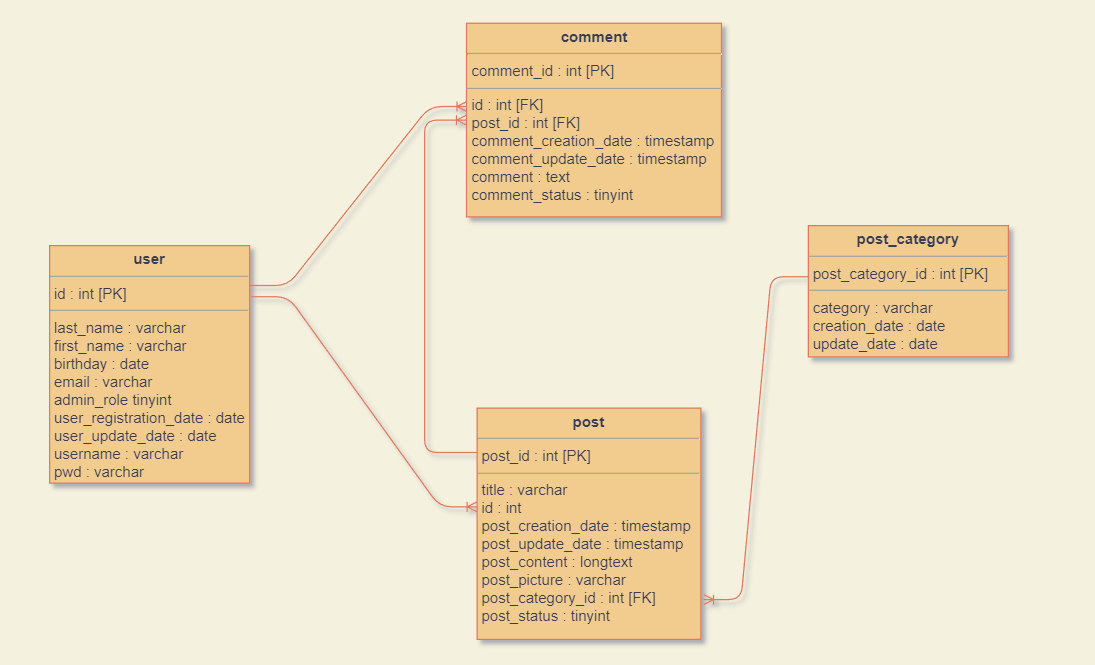 comment
comment_id : int [PK]
id : int [FK]
post_id : int [FK]
comment_creation_date : timestamp
comment_update_date : timestamp
comment : text
comment_status : tinyint
user
id : int [PK]
last_name : varchar
first_name : varchar
birthday : date
email : varchar
admin_role tinyint
user_registration_date : date
user_update_date : date
username : varchar
pwd : varchar
post_category
post_category_id : int [PK]
category : varchar
creation_date : date
update_date : date
post
post_id : int [PK]
title : varchar
id : int
post_creation_date : timestamp
post_update_date : timestamp
post_content : longtext
post_picture : varchar
post_category_id : int [FK]
post_status : tinyint